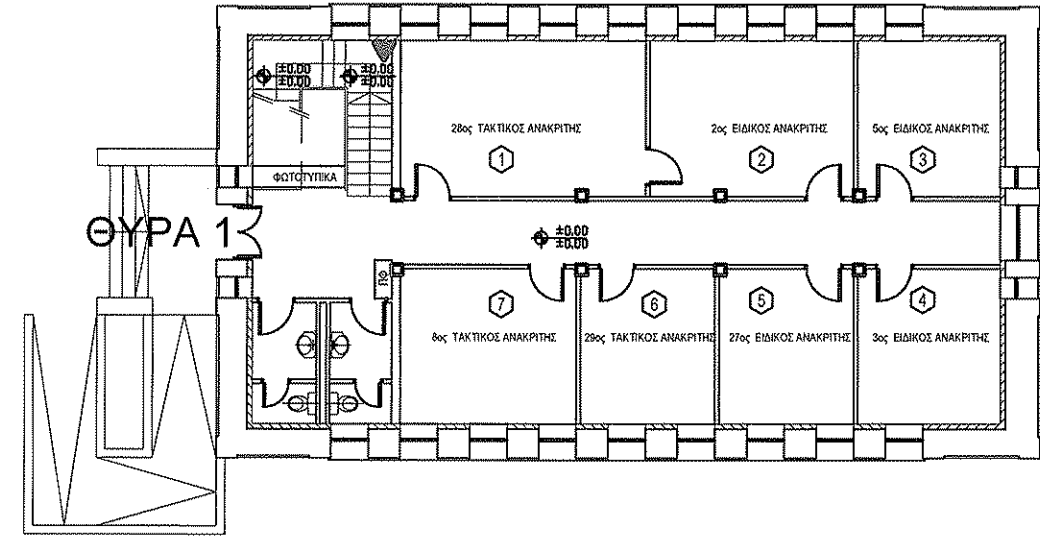 ±0.00 ±0.00
±0.00 ±0.00
28ος ΤΑΚΤΙΚΟΣ ΑΝΑΚΡΙΤΗΣ
2ος ΕΙΔΙΚΟΣ ΑΝΑΚΡΙΤΗΣ
5ος ΕΙΔΙΚΟΣ ΑΝΑΚΡΙΤΗΣ
1
2
3
ΦΩΤΟΤΥΠΙΚΑ
ΘΥΡΑ 1
±0.00
±0.00
ΠΦ
7
6
5
4
8ος ΤΑΚΤΙΚΟΣ ΑΝΑΚΡΙΤΗΣ
29ος ΤΑΚΤΙΚΟΣ ΑΝΑΚΡΙΤΗΣ
27ος ΕΙΔΙΚΟΣ ΑΝΑΚΡΙΤΗΣ
3ος ΕΙΔΙΚΟΣ ΑΝΑΚΡΙΤΗΣ